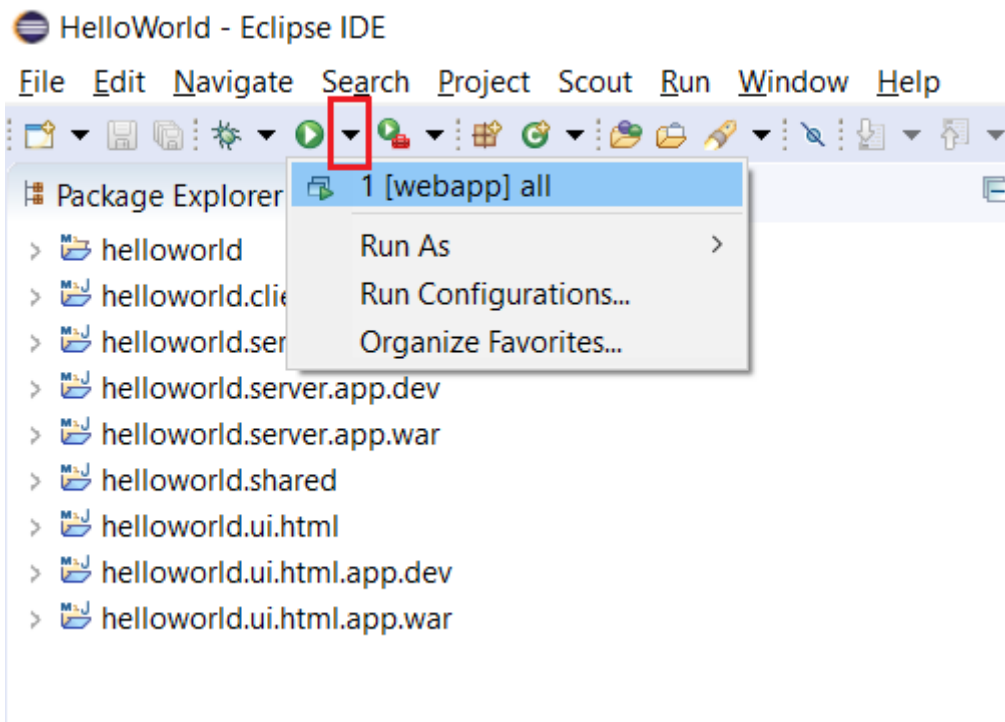 HelloWorld - Eclipse IDE
File Edit Navigate Search Project Scout Run Window Help
Package Explorer
1 [webapp] all
Run As
Run Configurations...
Organize Favorites...
helloworld
helloworld.clie
helloworld.ser
helloworld.server.app.dev
helloworld.server.app.war
helloworld.shared
helloworld.ui.html
helloworld.ui.html.app.dev
helloworld.ui.html.app.war